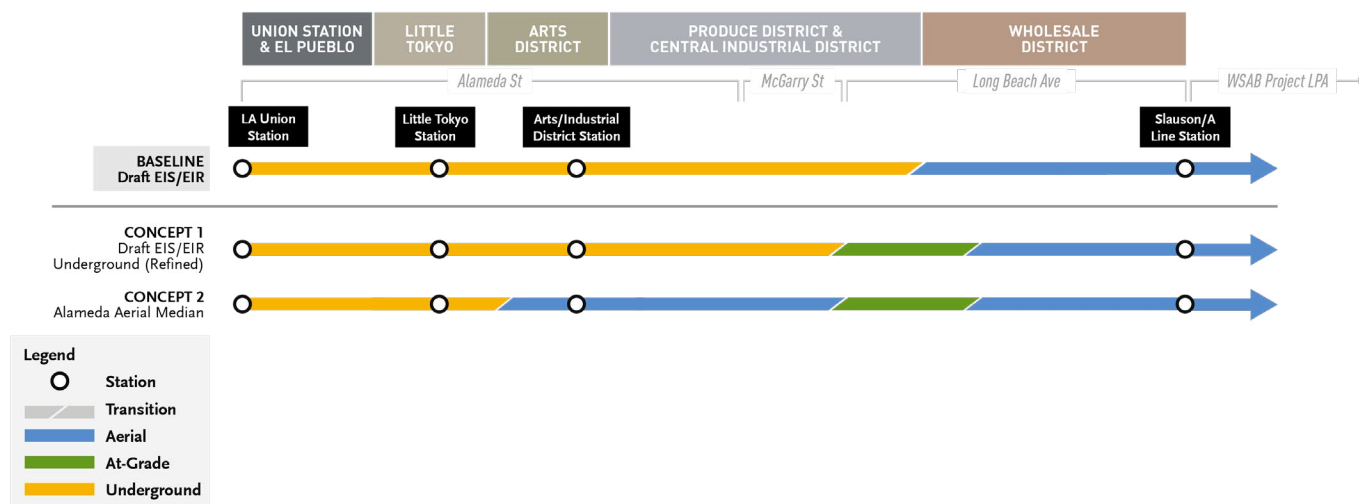 UNION STATION
& EL PUEBLO
LITTLE
TOKYO
ARTS
DISTRICT
PRODUCE DISTRICT &
CENTRAL INDUSTRIAL DISTRICT
WHOLESALE
DISTRICT
Alameda St
McGarry St
Long Beach Ave
WSAB Project LPA
LA Union
Station
Little Tokyo
Station
Arts/Industrial
District Station
Slauson/A
Line Station
BASELINE
Draft EIS/EIR
CONCEPT 1
Draft EIS/EIR
Underground (Refined)
CONCEPT 2
Alameda Aerial Median
Legend
Station
Transition
Aerial
At-Grade
Underground